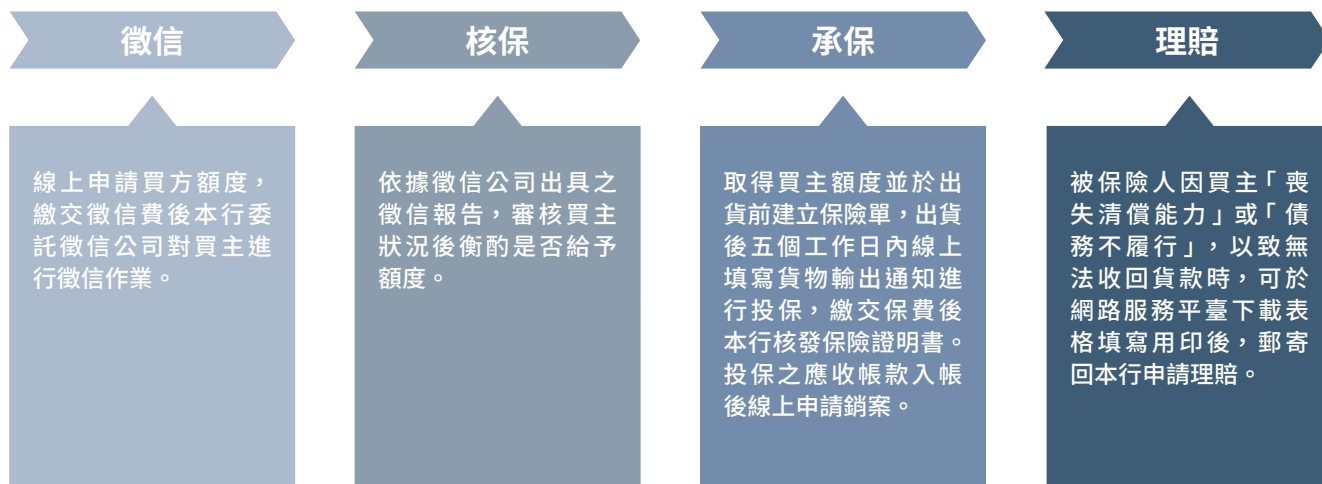 徵信
線上申請買方額度，
繳交徵信費後本行委
託徵信公司對買主進
行徵信作業。
核保
依據徵信公司出具之
徵信報告，審核買主
狀況後衡酌是否給予
額度。
承保
取得買主額度並於出
貨前建立保險單，出貨
後五個工作日內線上
填寫貨物輸出通知進
行投保，繳交保費後
本行核發保險證明書。
投保之應收帳款入帳
後線上申請銷案。
理賠
被保險人因買主「喪
失清償能力」或「債
務不履行」，以致無
法收回貨款時，可於
網路服務平臺下載表
格填寫用印後，郵寄
回本行申請理賠。